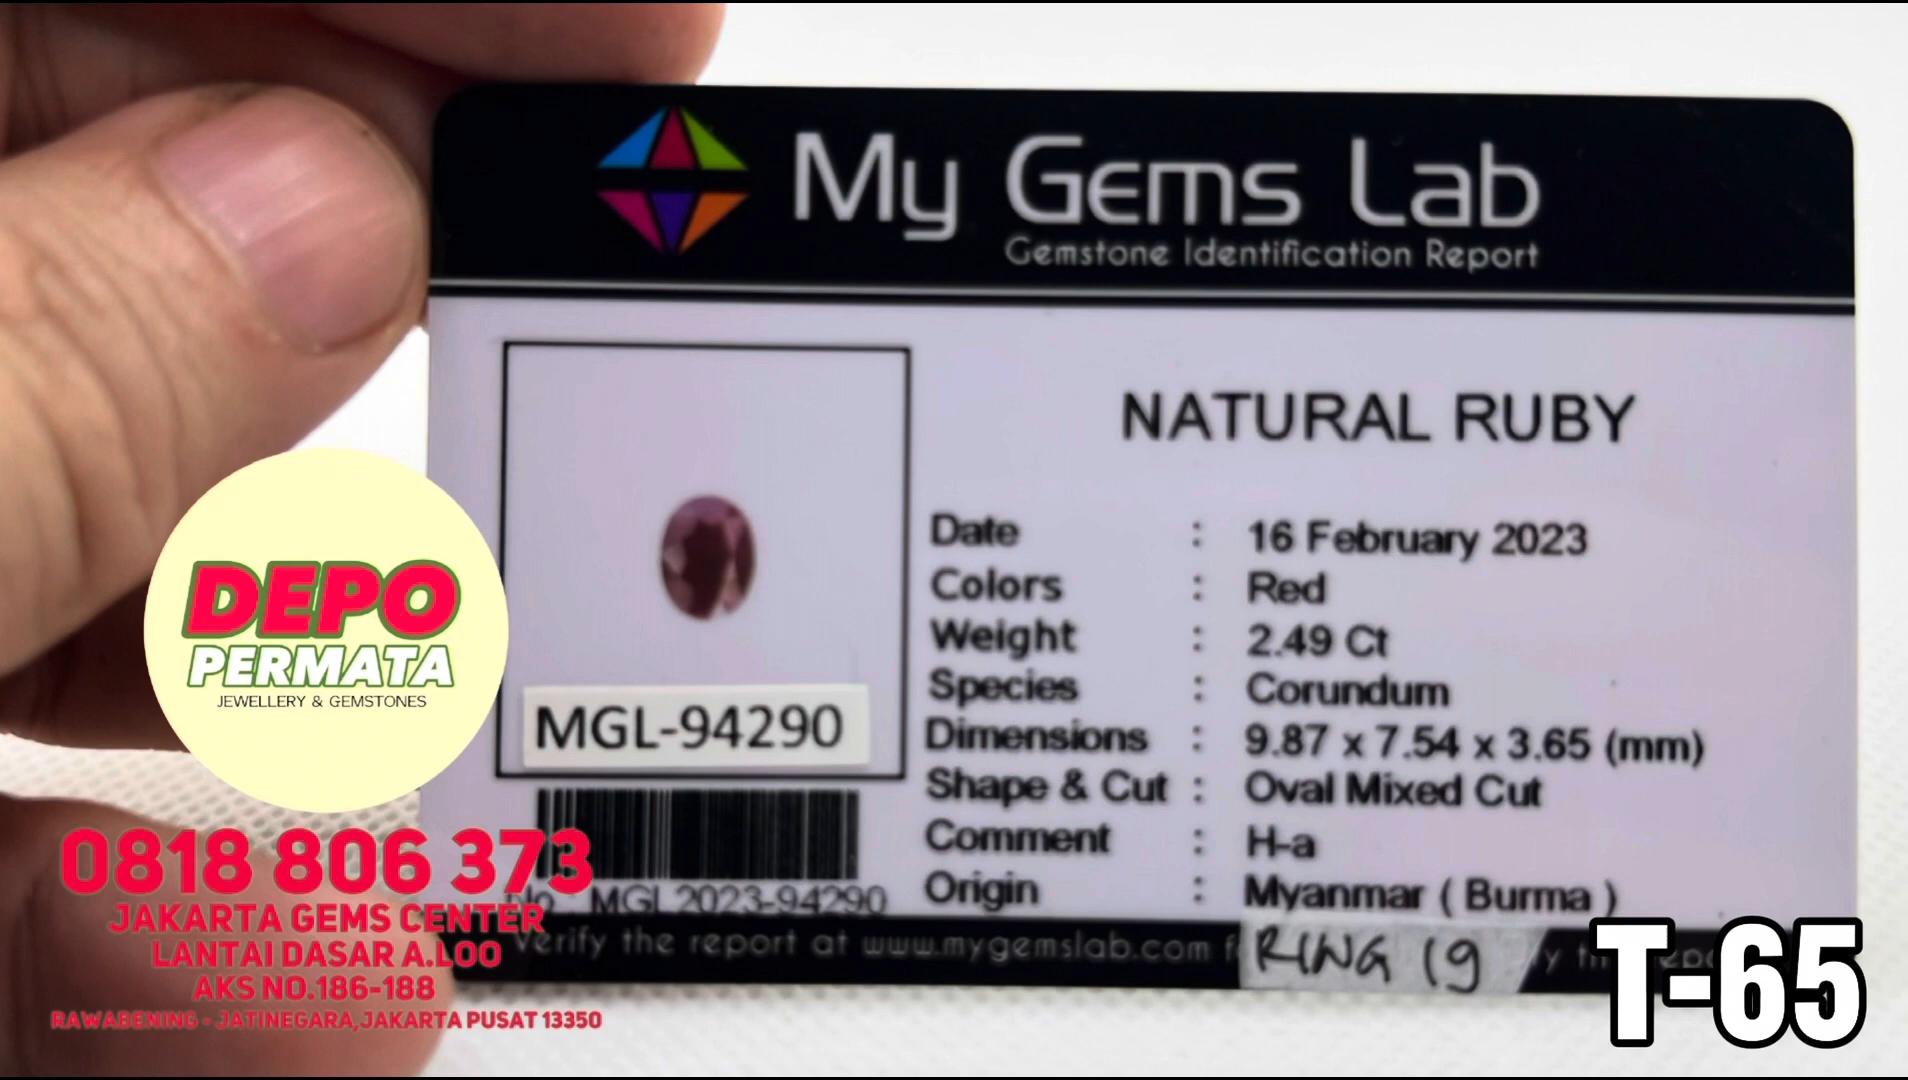 My Gems Lab
Gemstone Identification Report
NATURAL RUBY
Date : 16 February 2023
Colors : Red
Weight : 2.49 Ct
Species : Corundum
Dimensions : 9.87 x 7.54 x 3.65 (mm)
Shape & Cut : Oval Mixed Cut
Comment : H-a
Origin : Myanmar ( Burma )
MGL-94290
No : MGL2023-94290
Verify the report at www.mygemslab.com
RING 19
T-65
DEPO
PERMATA
JEWELLERY & GEMSTONES
0818 806 373
JAKARTA GEMS CENTER
LANTAI DASAR A.LOO
AKS NO.186-188
RAWABENING - JATINEGARA,JAKARTA PUSAT 13350